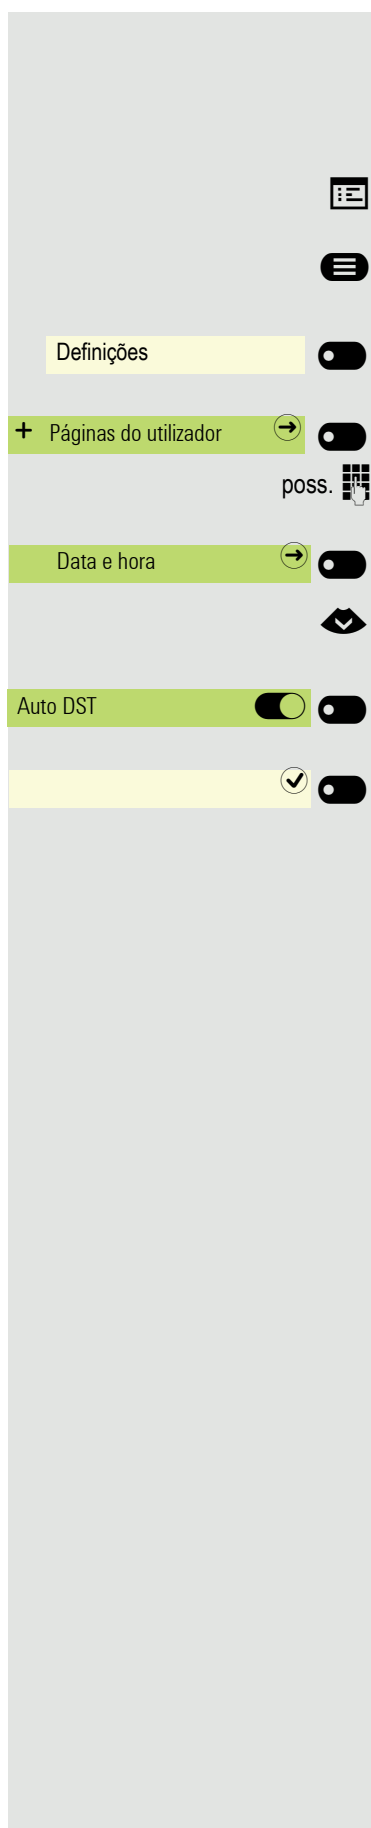 Definições
+ Páginas do utilizador
poss.
Data e hora
Auto DST